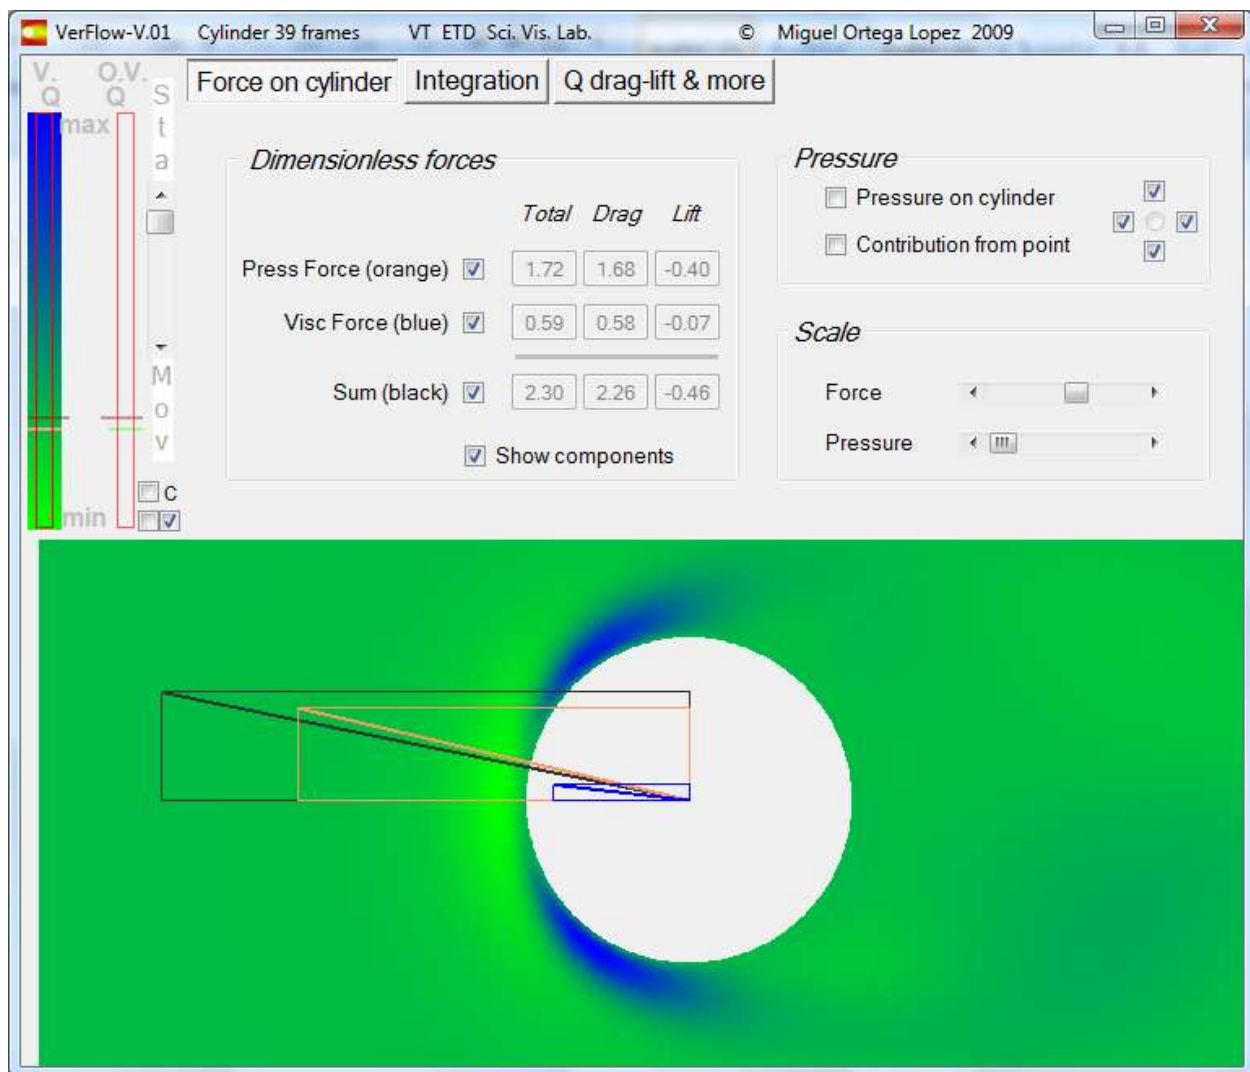 VerFlow-V.01 Cylinder 39 frames VT ETD Sci. Vis. Lab. © Miguel Ortega Lopez 2009
V. O.V.
Q Q
max
min
Sta
Mov
C
Force on cylinder Integration Q drag-lift & more
Dimensionless forces
Total Drag Lift
Press Force (orange) 1.72 1.68 -0.40
Visc Force (blue) 0.59 0.58 -0.07
Sum (black) 2.30 2.26 -0.46
Show components
Pressure
Pressure on cylinder
Contribution from point
Scale
Force
Pressure